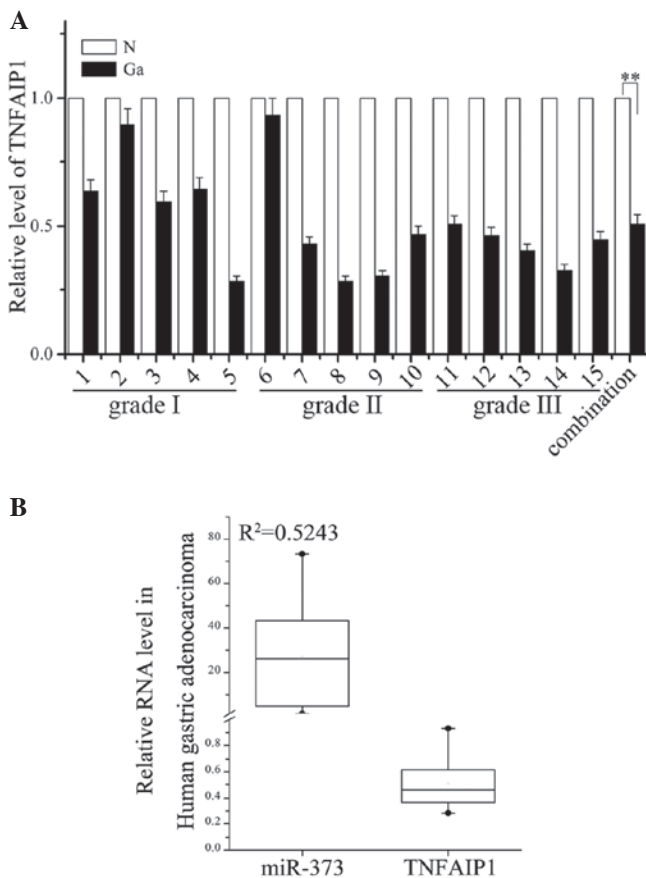 A
N
Ga
**
Relative level of TNFAIP1
1.0
0.5
0.0
1 2 3 4 5 6 7 8 9 10 11 12 13 14 15 combination
grade I grade II grade III
B
R²=0.5243
Relative RNA level in
Human gastric adenocarcinoma
80
60
40
20
0.8
0.6
0.4
0.2
0.0
miR-373 TNFAIP1